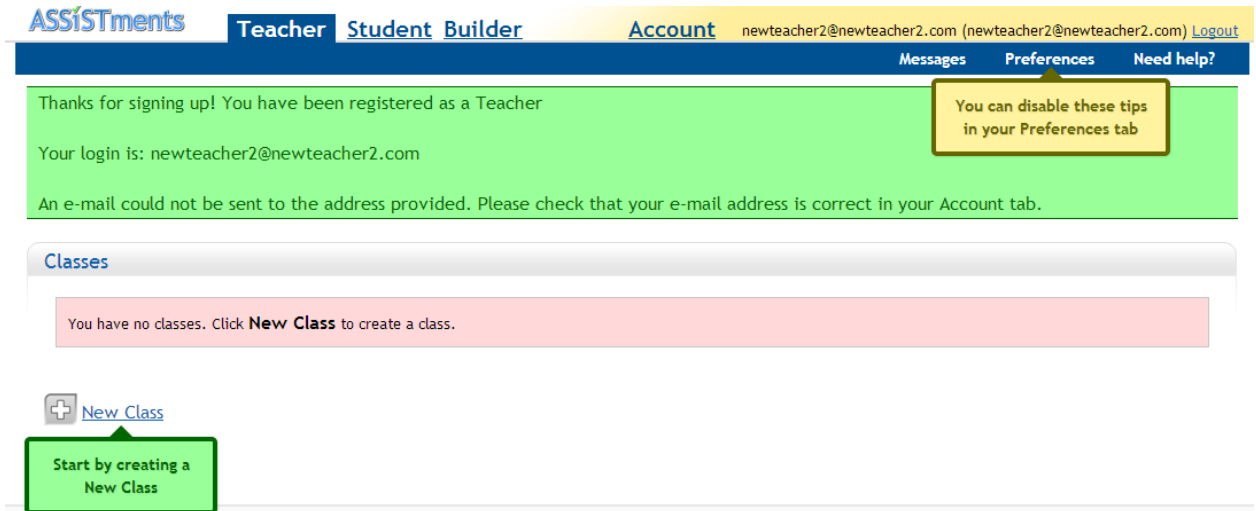 ASSiSTments
Teacher Student Builder Account newteacher2@newteacher2.com (newteacher2@newteacher2.com) Logout
Messages Preferences Need help?
You can disable these tips
in your Preferences tab
Thanks for signing up! You have been registered as a Teacher
Your login is: newteacher2@newteacher2.com
An e-mail could not be sent to the address provided. Please check that your e-mail address is correct in your Account tab.
Classes
You have no classes. Click New Class to create a class.
New Class
Start by creating a
New Class